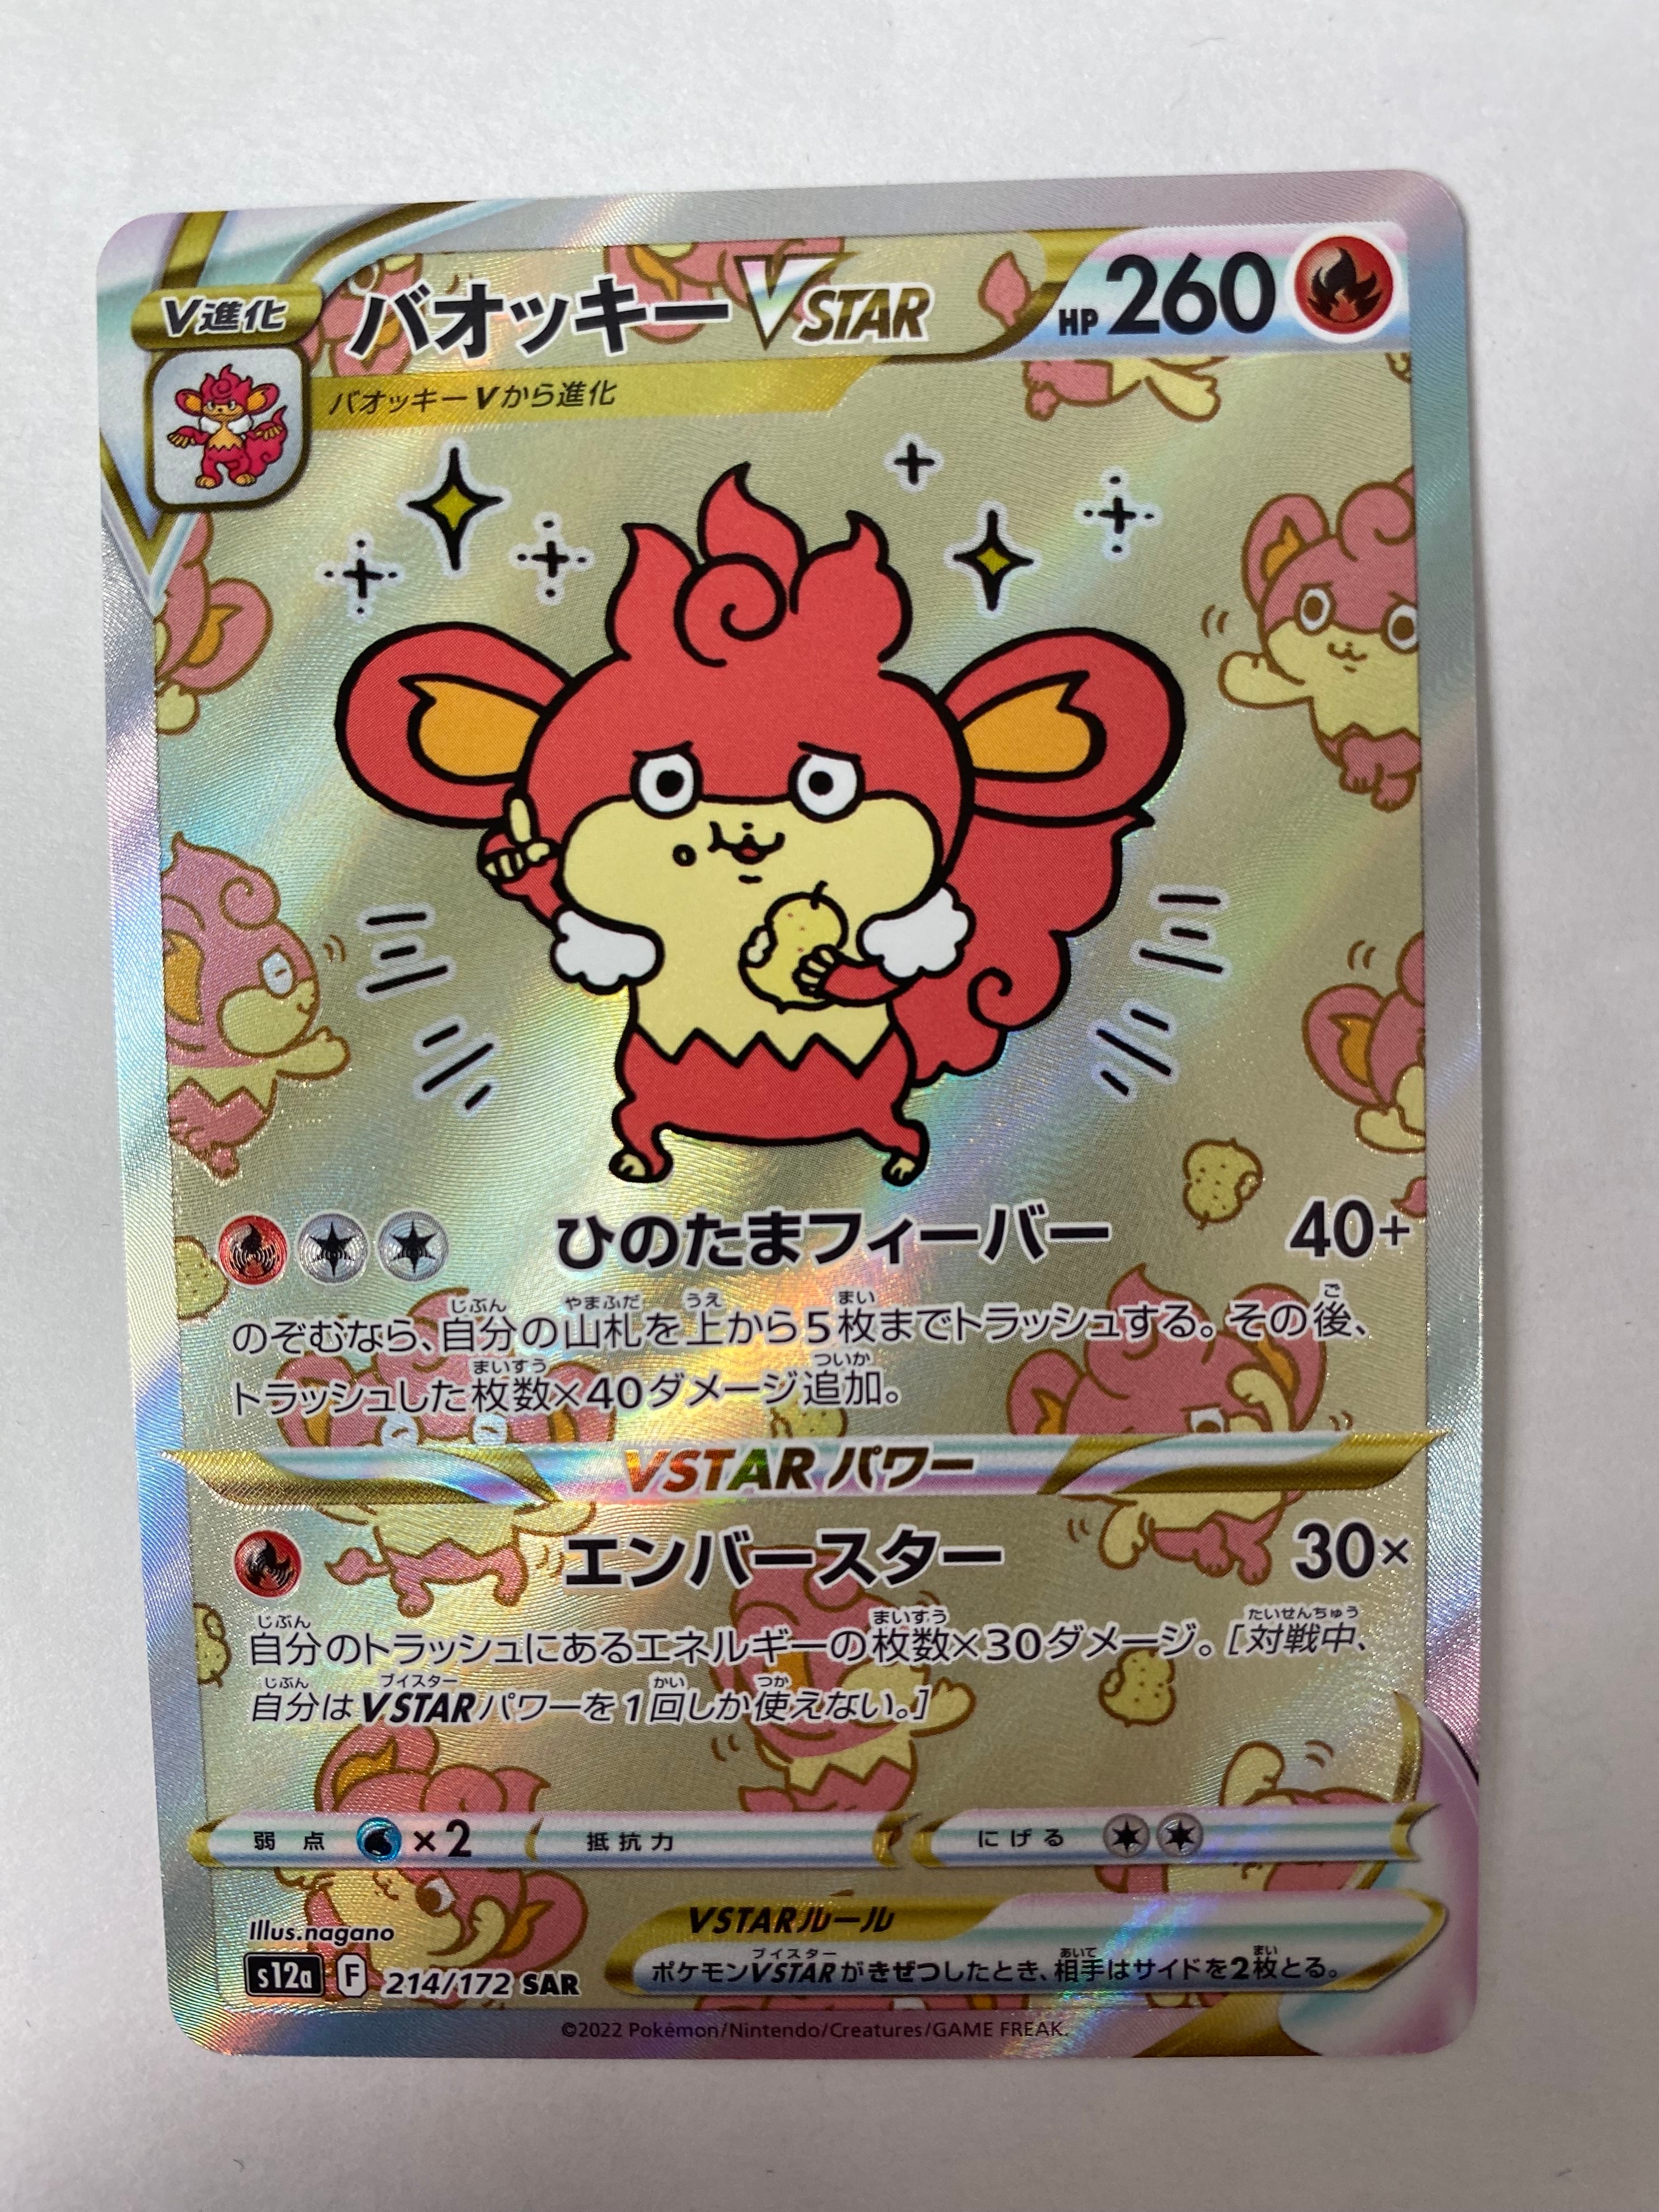 V進化
バオッキーVSTAR
HP260
バオッキーVから進化
ひのたまフィーバー 40+
のぞむなら、自分の山札を上から5枚までトラッシュする。その後、
トラッシュした枚数×40ダメージ追加。
VSTARパワー
エンバースター 30×
自分のトラッシュにあるエネルギーの枚数×30ダメージ。[対戦中、
自分はVSTARパワーを1回しか使えない。]
弱点 ×2 抵抗力 にげる
Illus.nagano
s12a F 214/172 SAR
VSTARルール
ポケモンVSTARがきぜつしたとき、相手はサイドを2枚とる。
©2022 Pokémon/Nintendo/Creatures/GAME FREAK.